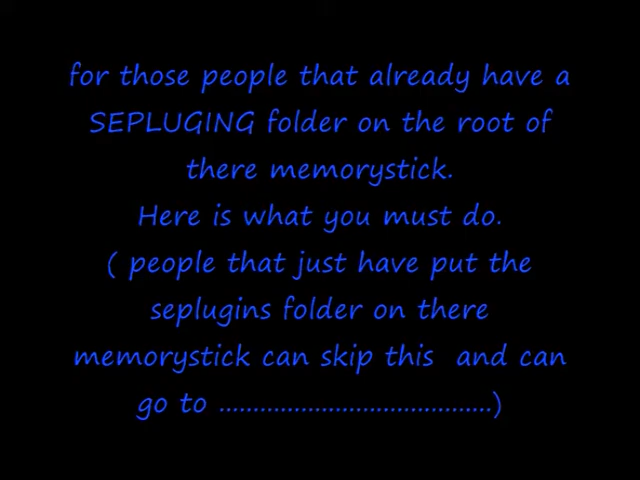 for those people that already have a
SEPLUGING folder on the root of
there memorystick.
Here is what you must do.
( people that just have put the
seplugins folder on there
memorystick can skip this  and can
go to ........................................)